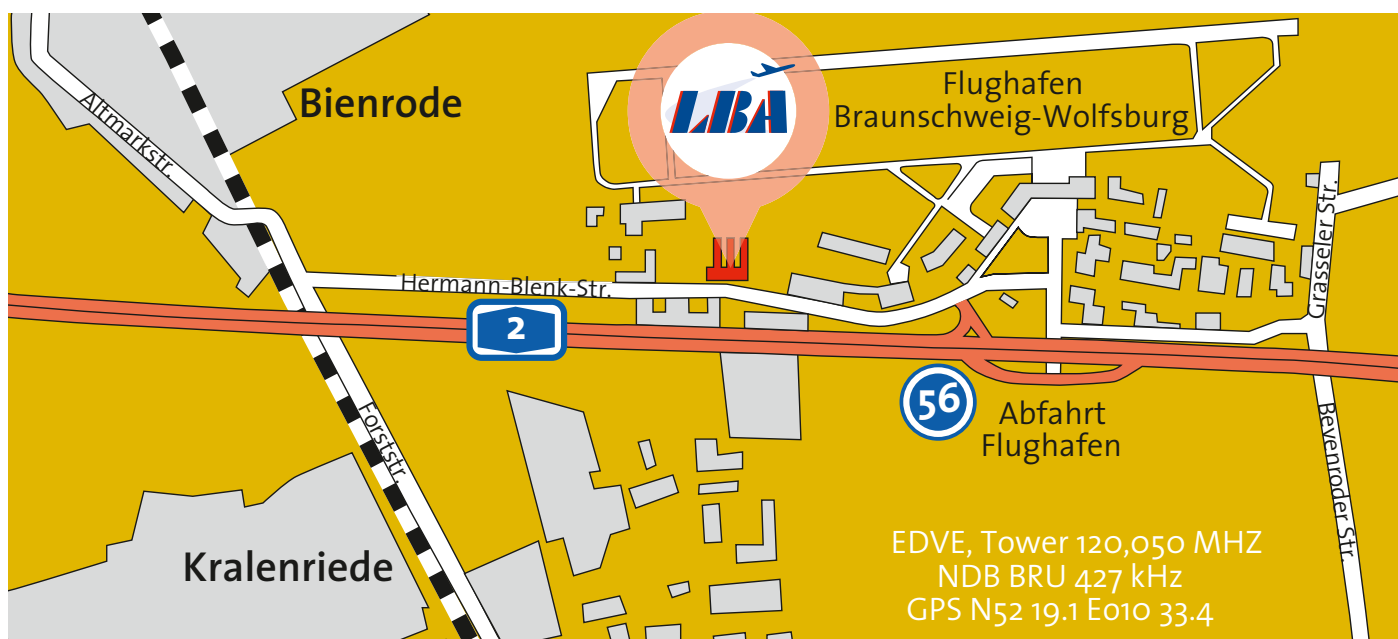 Bienrode
LBA
Flughafen
Braunschweig-Wolfsburg
Altmarkstr.
Grasseler Str.
Hermann-Blenk-Str.
2
56
Abfahrt
Flughafen
Forststr.
Bevenroder Str.
Kralenriede
EDVE, Tower 120,050 MHZ
NDB BRU 427 kHz
GPS N52 19.1 E010 33.4